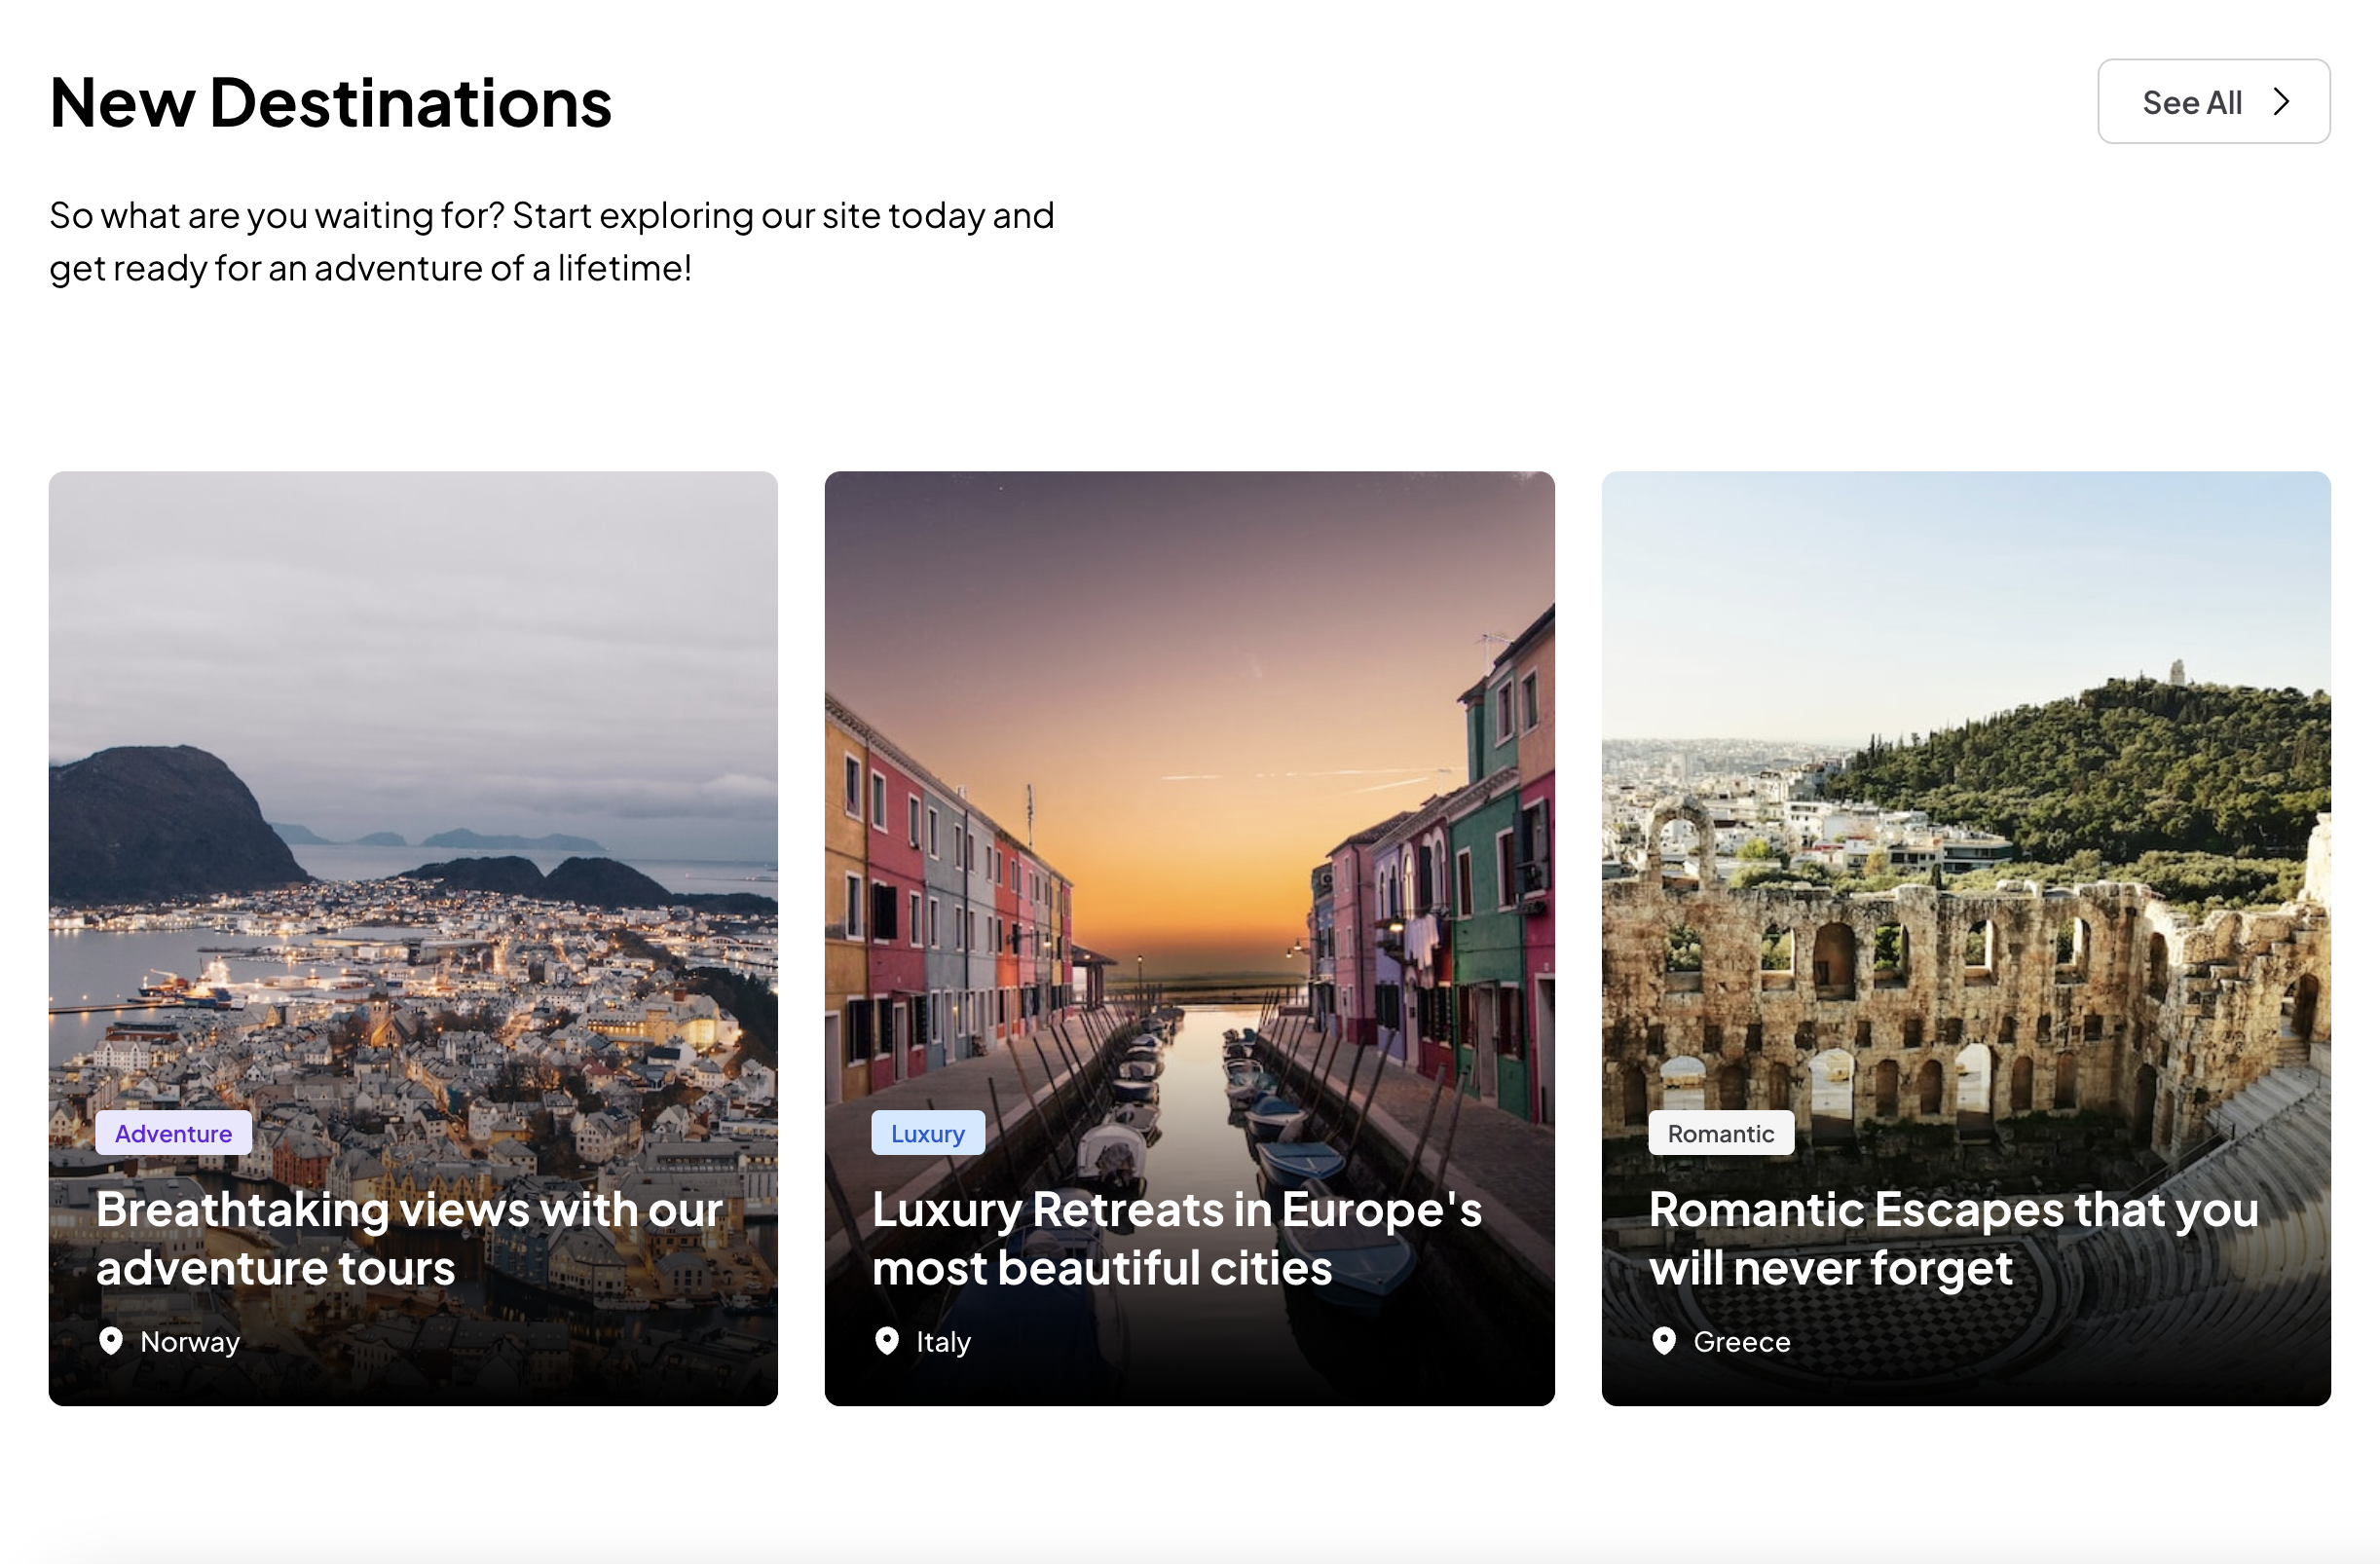 New Destinations
See All
So what are you waiting for? Start exploring our site today and
get ready for an adventure of a lifetime!
Adventure
Breathtaking views with our
adventure tours
Norway
Luxury
Luxury Retreats in Europe's
most beautiful cities
Italy
Romantic
Romantic Escapes that you
will never forget
Greece